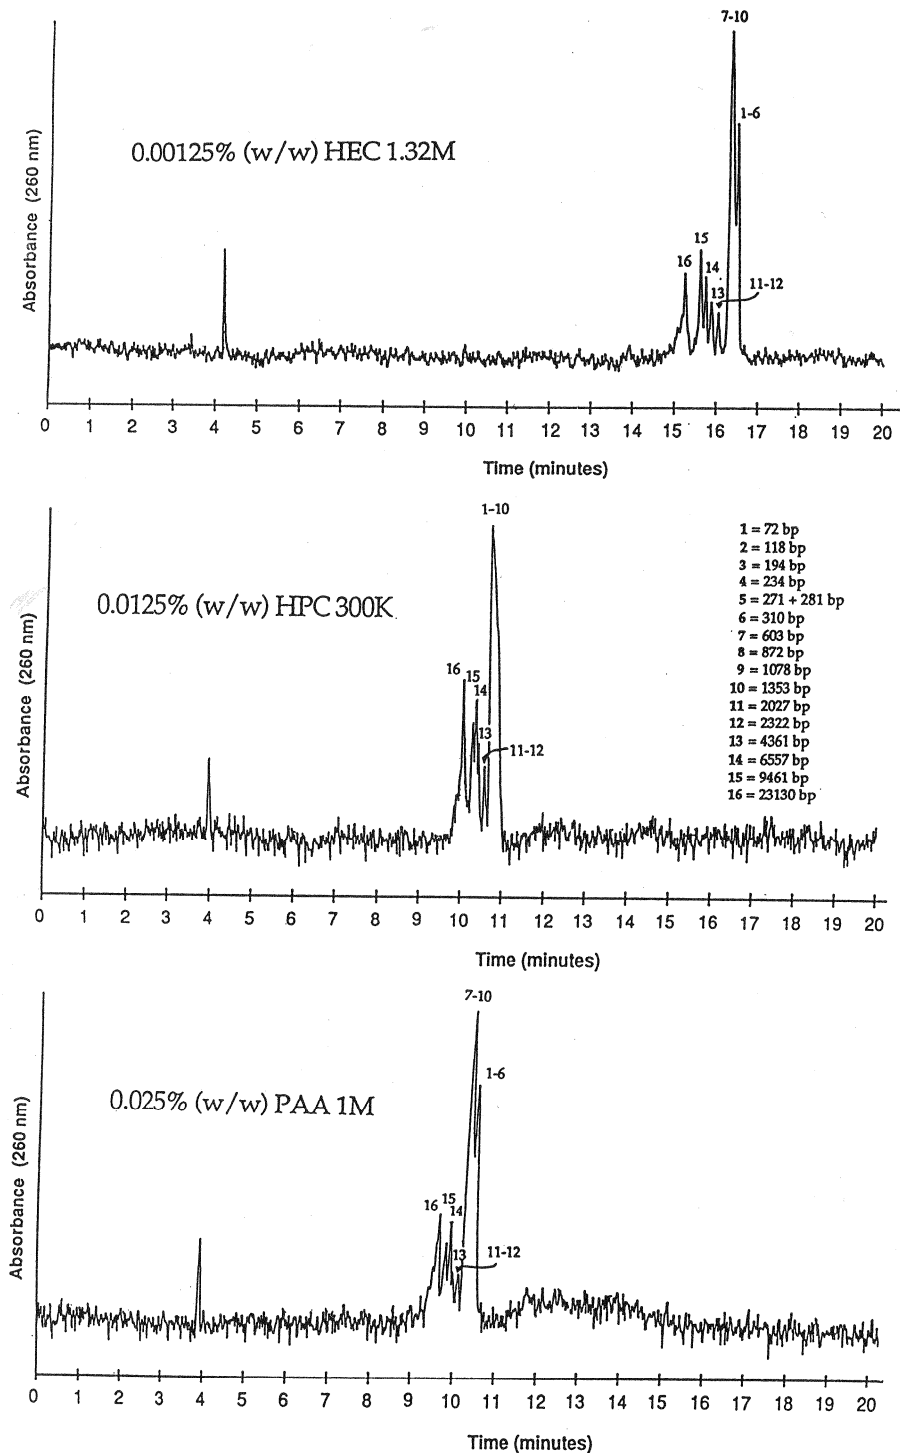 7-10
1-6
0.00125% (w/w) HEC 1.32M
Absorbance (260 nm)
15
16
14
13
11-12
0 1 2 3 4 5 6 7 8 9 10 11 12 13 14 15 16 17 18 19 20
Time (minutes)
1-10
0.0125% (w/w) HPC 300K
Absorbance (260 nm)
1 = 72 bp
2 = 118 bp
3 = 194 bp
4 = 234 bp
5 = 271 + 281 bp
6 = 310 bp
7 = 603 bp
8 = 872 bp
9 = 1078 bp
10 = 1353 bp
11 = 2027 bp
12 = 2322 bp
13 = 4361 bp
14 = 6557 bp
15 = 9461 bp
16 = 23130 bp
16
15
14
13
11-12
0 1 2 3 4 5 6 7 8 9 10 11 12 13 14 15 16 17 18 19 20
Time (minutes)
7-10
1-6
0.025% (w/w) PAA 1M
Absorbance (260 nm)
16
15
14
13
11-12
0 1 2 3 4 5 6 7 8 9 10 11 12 13 14 15 16 17 18 19 20
Time (minutes)